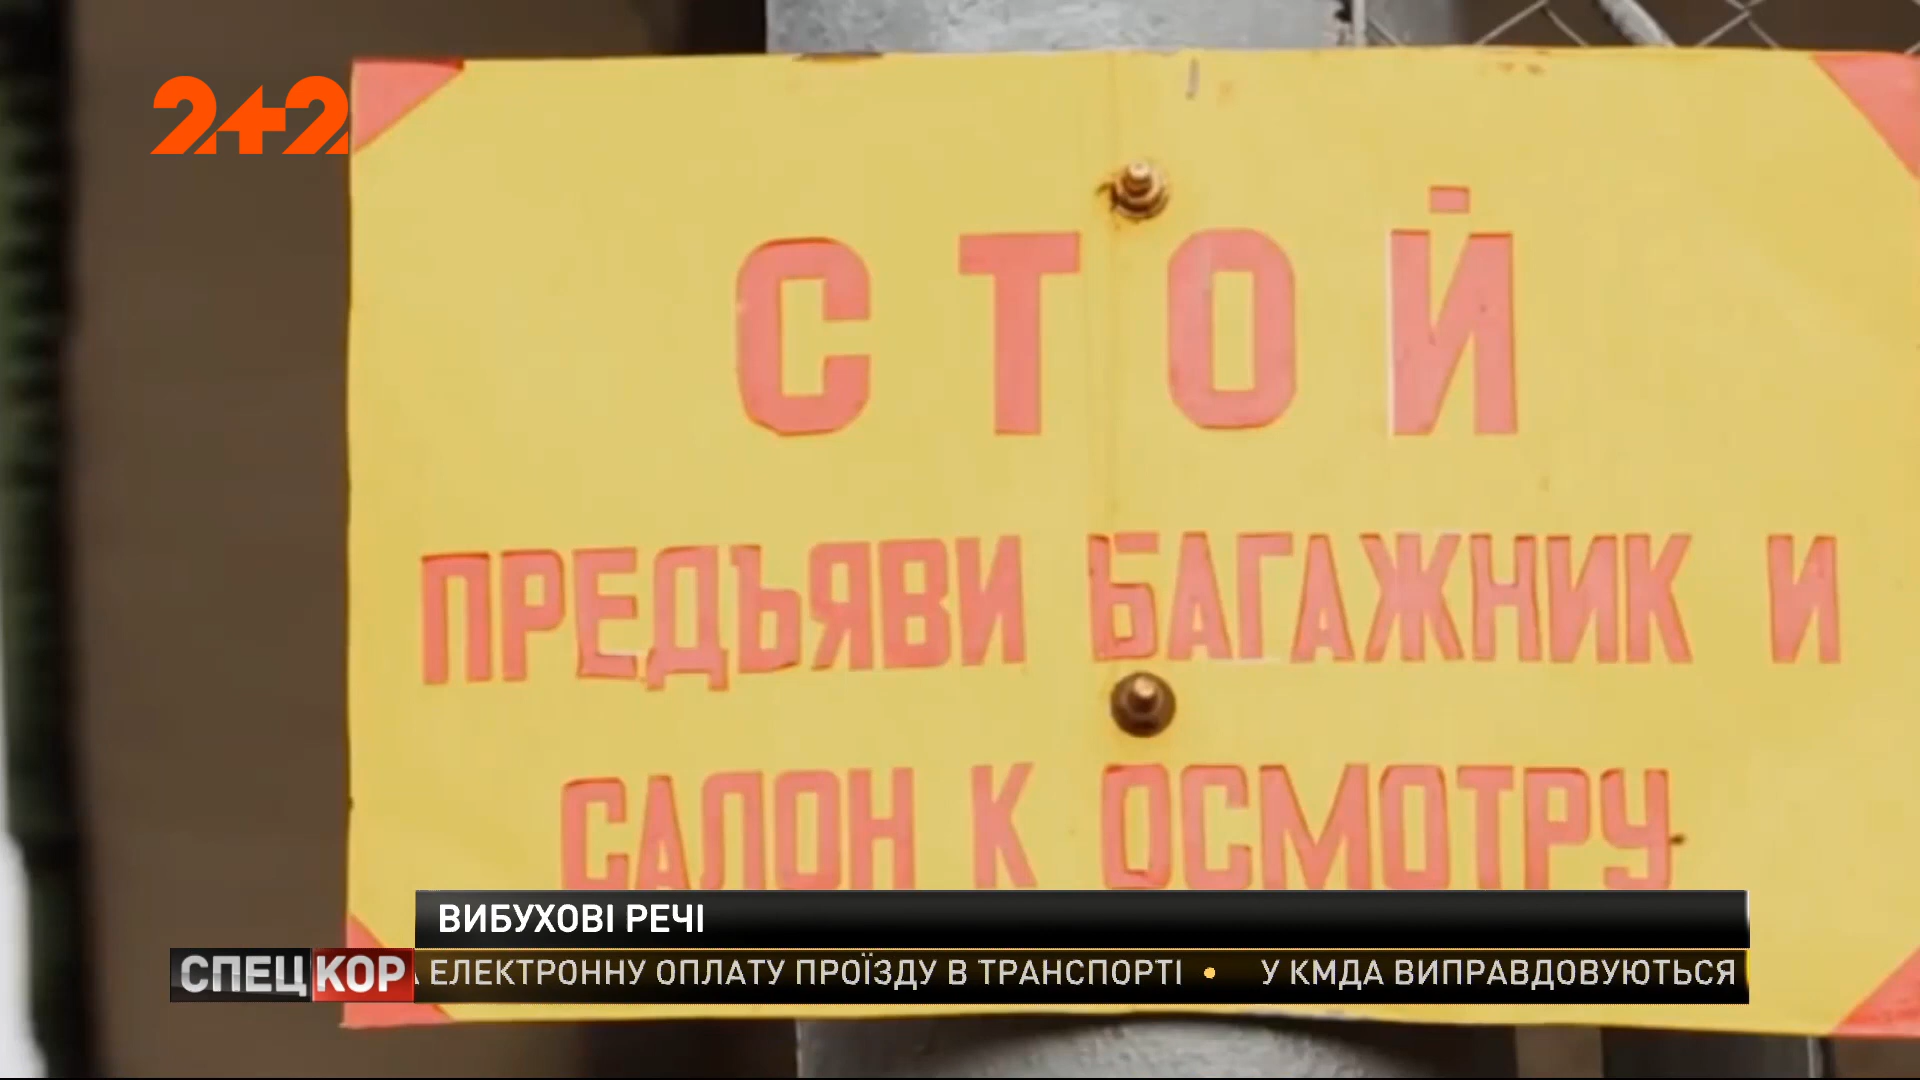 2+2
СТОЙ
ПРЕДЪЯВИ БАГАЖНИК И
САЛОН К ОСМОТРУ
ВИБУХОВІ РЕЧІ
СПЕЦКОР
ЕЛЕКТРОННУ ОПЛАТУ ПРОЇЗДУ В ТРАНСПОРТІ • У КМДА ВИПРАВДОВУЮТЬСЯ